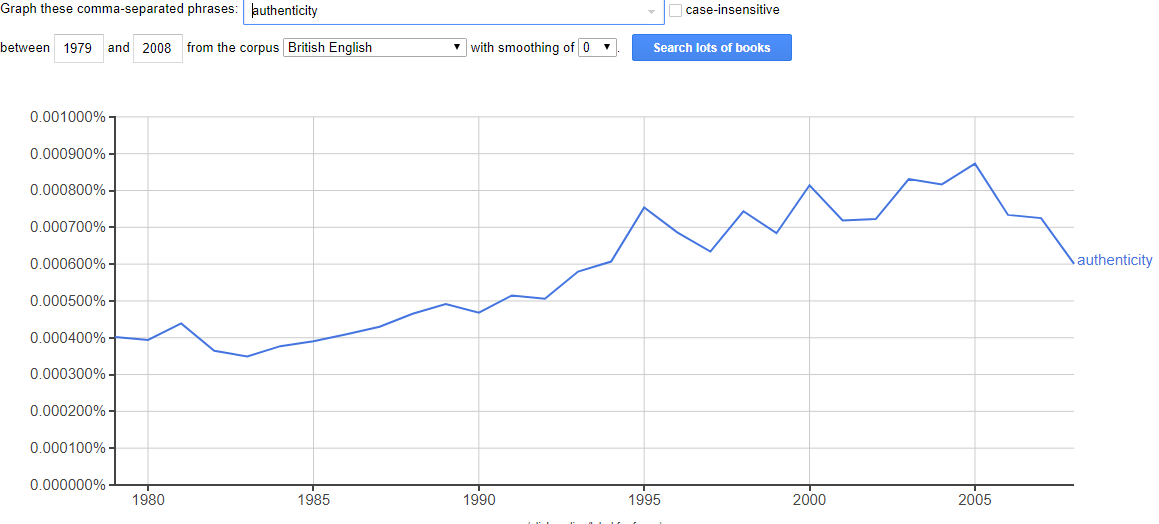 Graph these comma-separated phrases: authenticity case-insensitive
between 1979 and 2008 from the corpus British English with smoothing of 0 . Search lots of books
0.001000%
0.000900%
0.000800%
0.000700%
0.000600%
authenticity
0.000500%
0.000400%
0.000300%
0.000200%
0.000100%
0.000000%
1980 1985 1990 1995 2000 2005